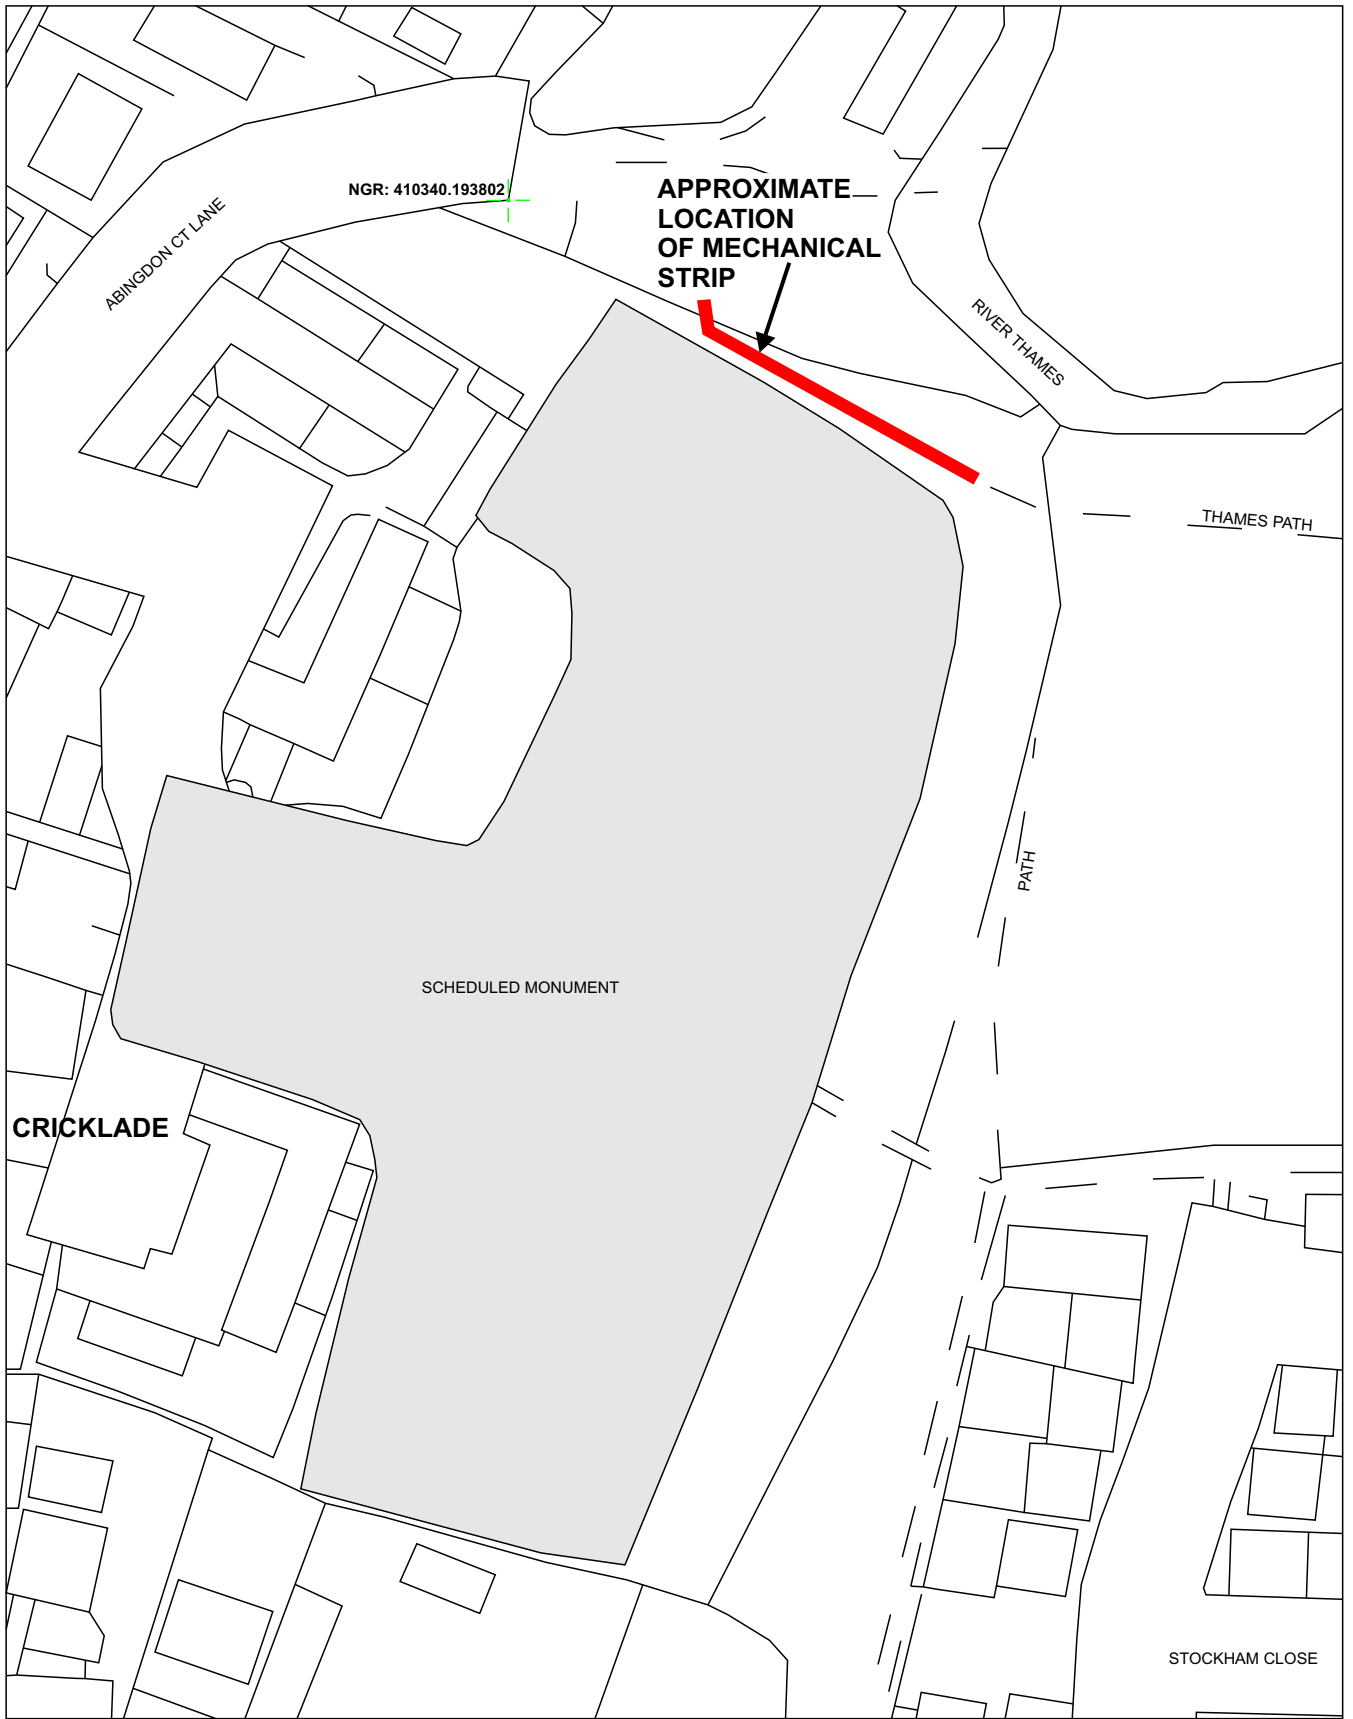 NGR: 410340.193802
APPROXIMATE
LOCATION
OF MECHANICAL
STRIP
ABINGDON CT LANE
RIVER THAMES
THAMES PATH
PATH
SCHEDULED MONUMENT
CRICKLADE
STOCKHAM CLOSE